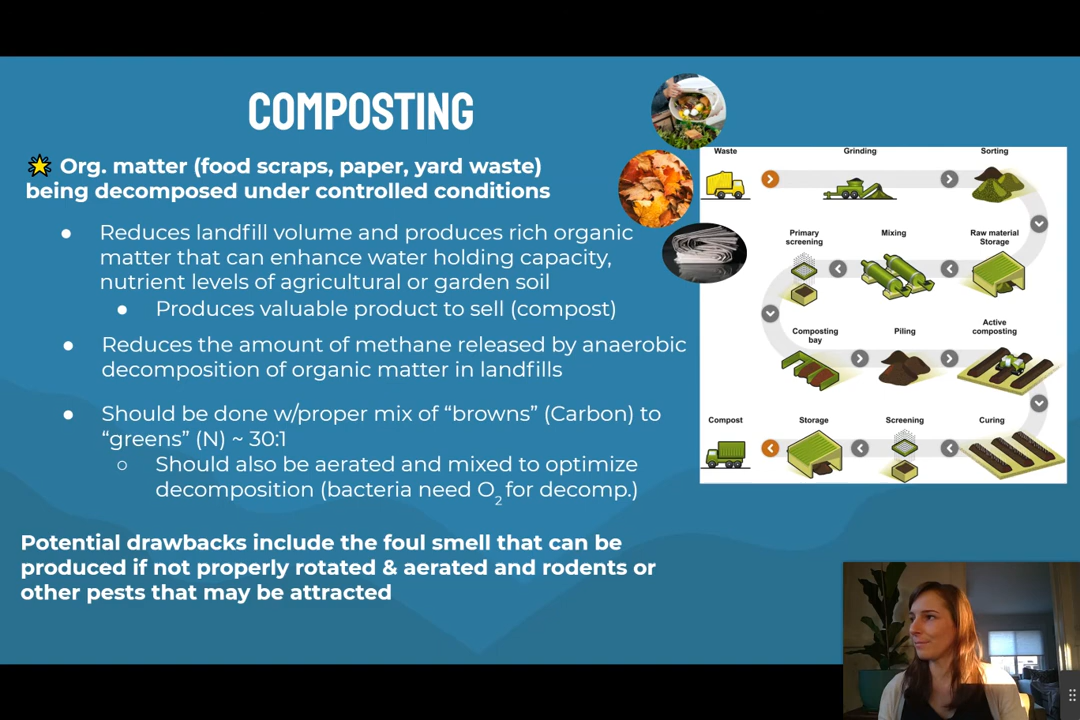 COMPOSTING
Org. matter (food scraps, paper, yard waste)
being decomposed under controlled conditions
● Reduces landfill volume and produces rich organic
matter that can enhance water holding capacity,
nutrient levels of agricultural or garden soil
● Produces valuable product to sell (compost)
● Reduces the amount of methane released by anaerobic
decomposition of organic matter in landfills
● Should be done w/proper mix of “browns” (Carbon) to
“greens” (N) ~ 30:1
○ Should also be aerated and mixed to optimize
decomposition (bacteria need O2 for decomp.)
Potential drawbacks include the foul smell that can be
produced if not properly rotated & aerated and rodents or
other pests that may be attracted
Waste
Grinding
Sorting
Primary
screening
Mixing
Raw material
Storage
Composting
bay
Piling
Active
composting
Compost
Storage
Screening
Curing